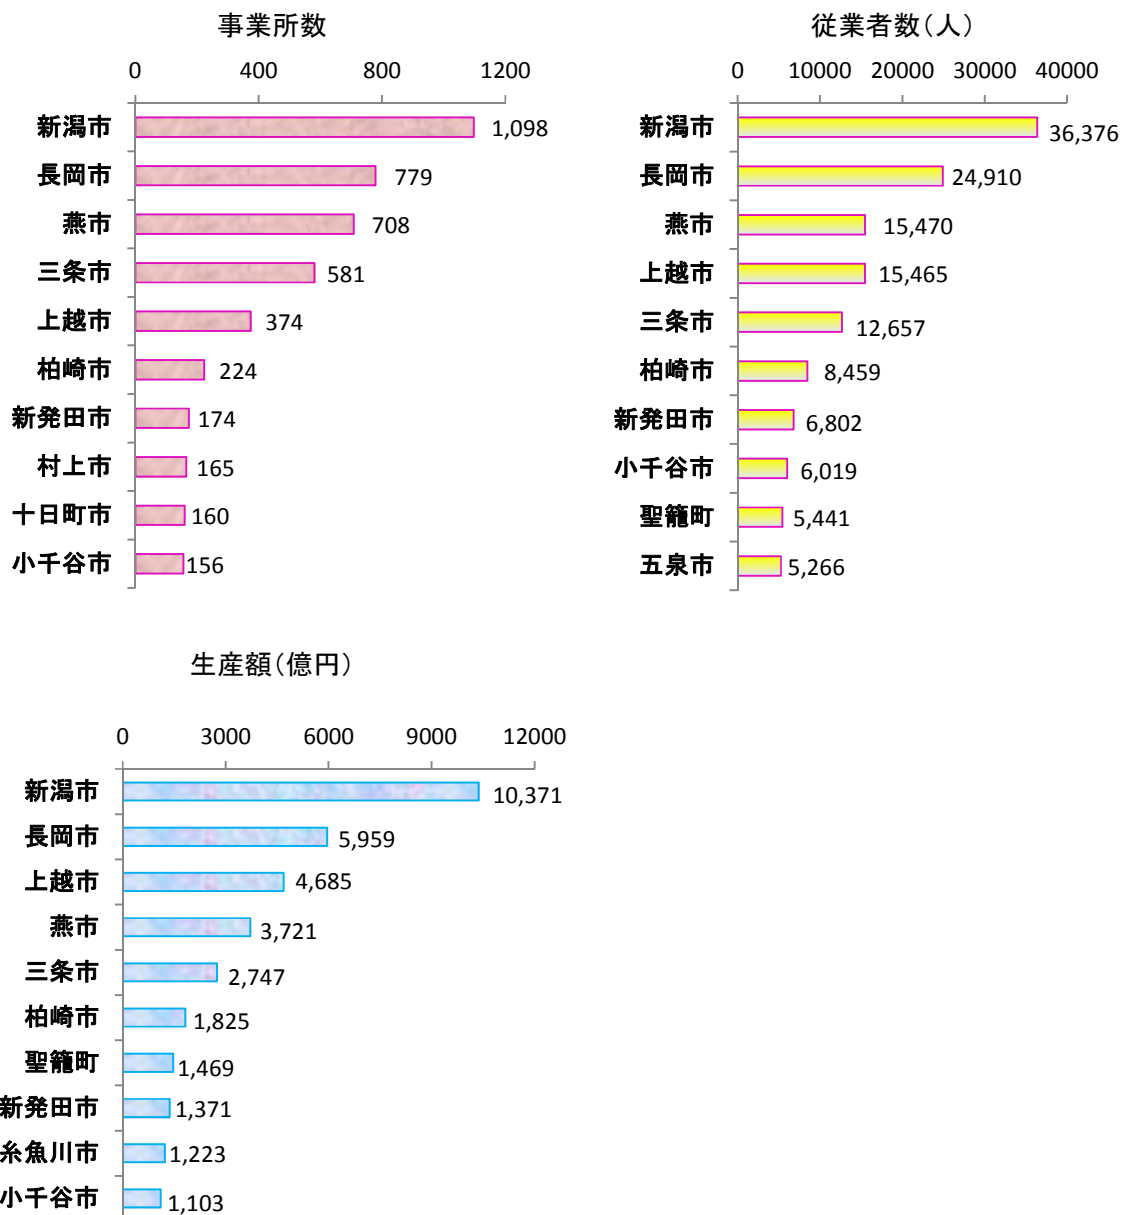 事業所数
0 400 800 1200
新潟市 1,098
長岡市 779
燕市 708
三条市 581
上越市 374
柏崎市 224
新発田市 174
村上市 165
十日町市 160
小千谷市 156
従業者数(人)
0 10000 20000 30000 40000
新潟市 36,376
長岡市 24,910
燕市 15,470
上越市 15,465
三条市 12,657
柏崎市 8,459
新発田市 6,802
小千谷市 6,019
聖籠町 5,441
五泉市 5,266
生産額(億円)
0 3000 6000 9000 12000
新潟市 10,371
長岡市 5,959
上越市 4,685
燕市 3,721
三条市 2,747
柏崎市 1,825
聖籠町 1,469
新発田市 1,371
糸魚川市 1,223
小千谷市 1,103